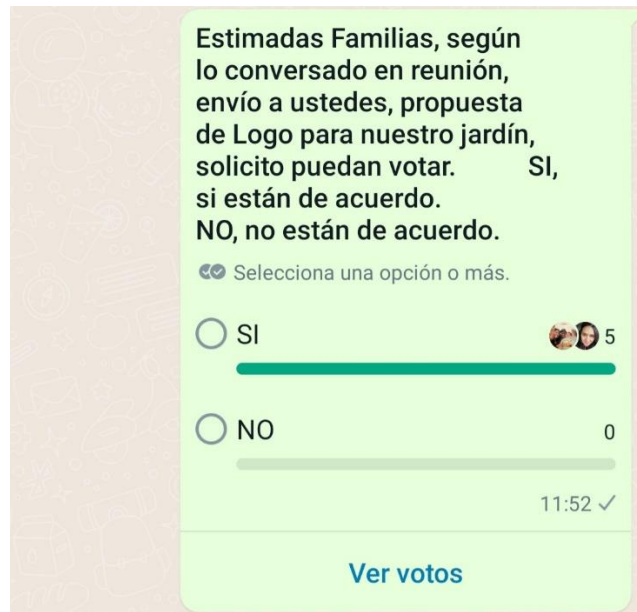 Estimadas Familias, según
lo conversado en reunión,
envío a ustedes, propuesta
de Logo para nuestro jardín,
solicito puedan votar. SI,
si están de acuerdo.
NO, no están de acuerdo.
Selecciona una opción o más.
SI 5
NO 0
11:52
Ver votos